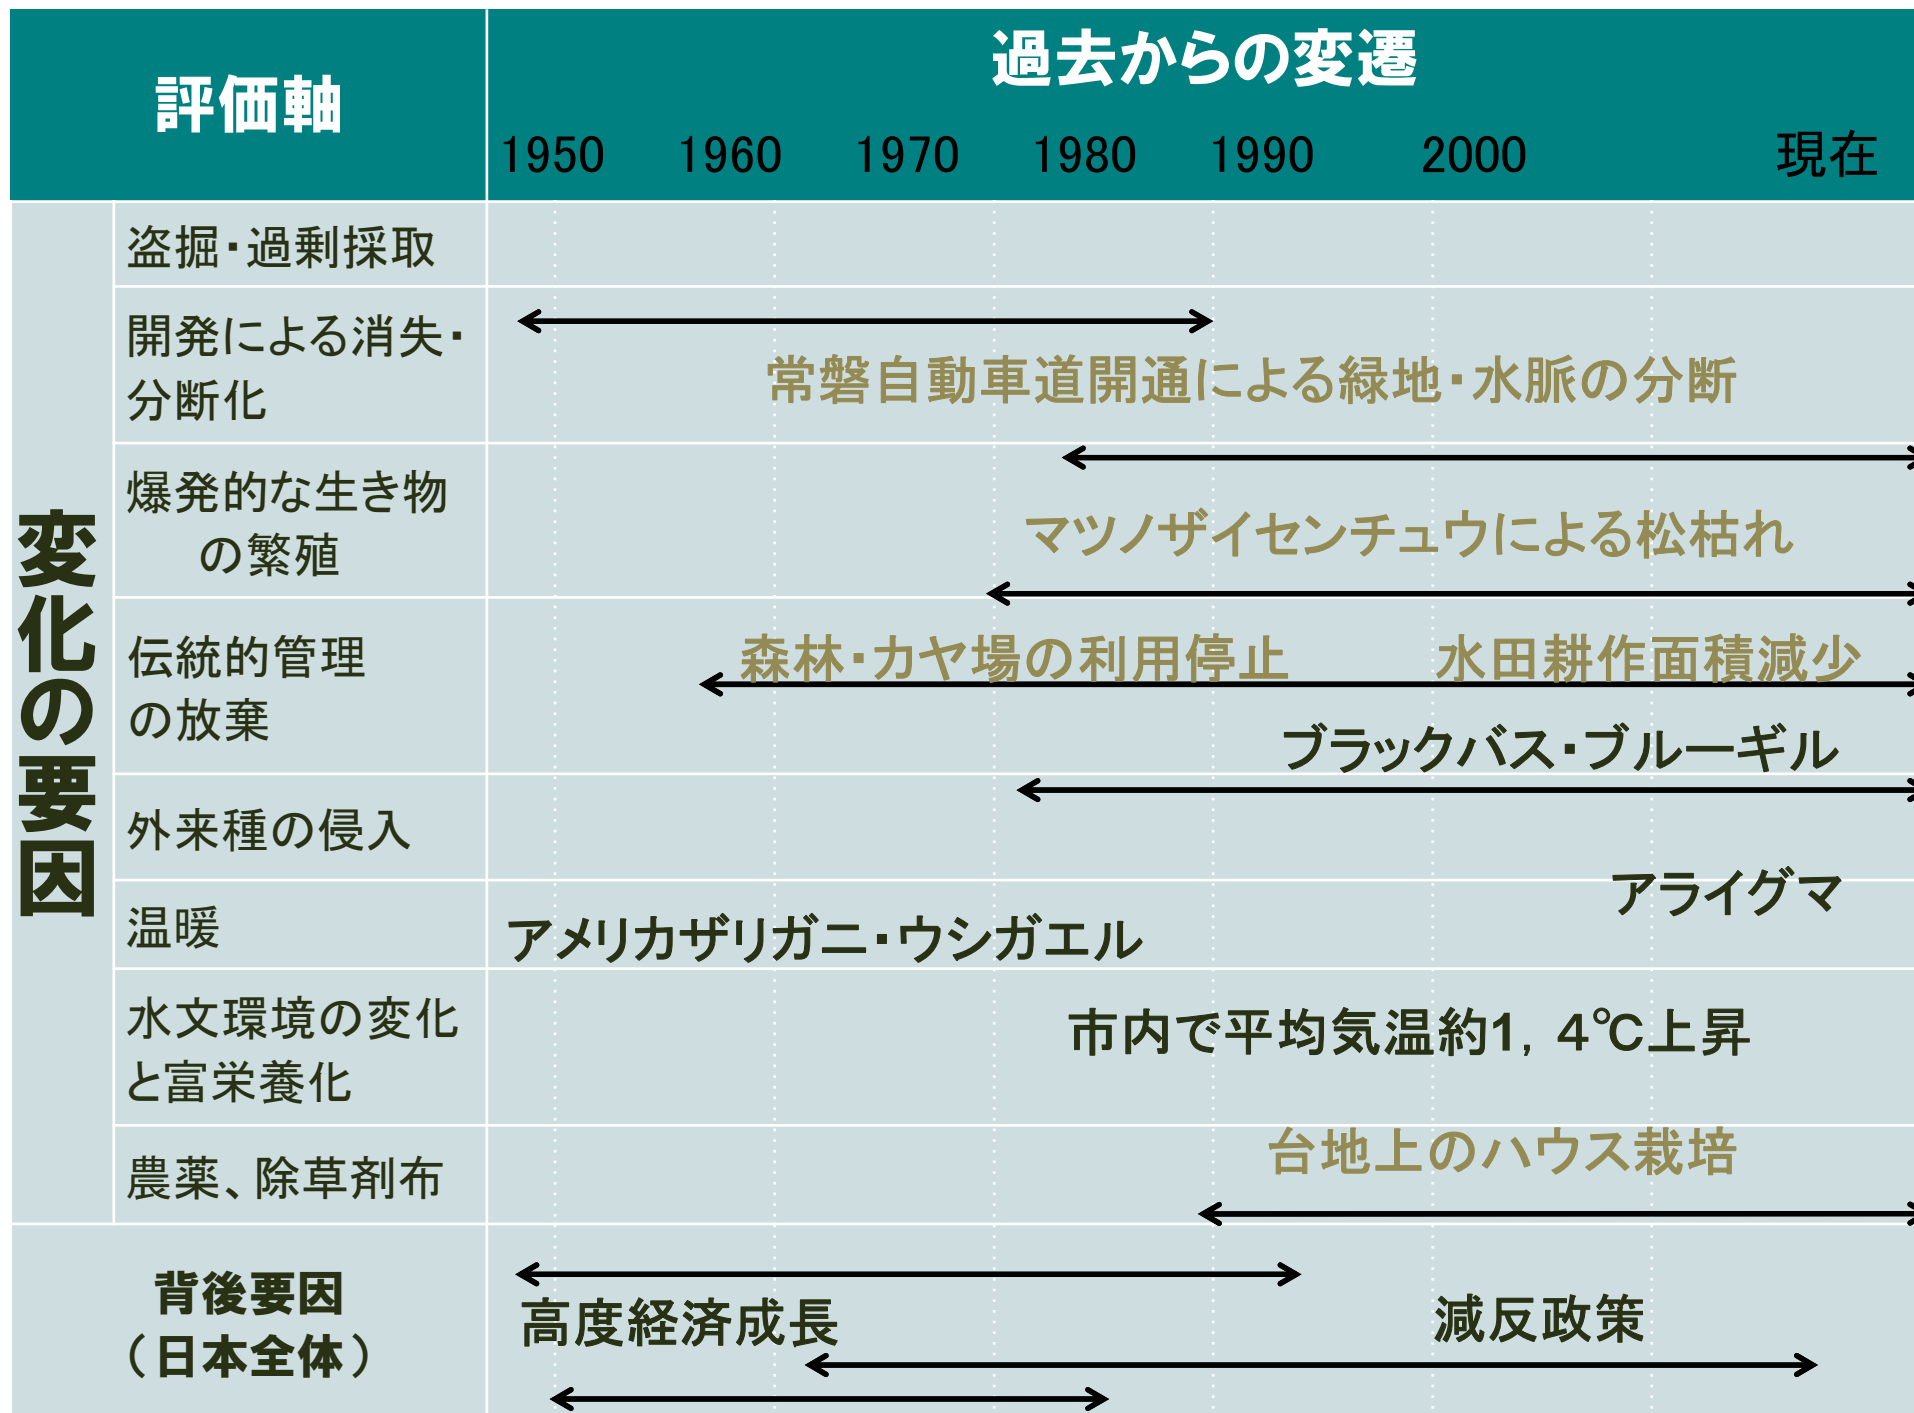 評価軸
過去からの変遷
1950 1960 1970 1980 1990 2000 現在
変化の要因
盗掘・過剰採取
開発による消失・
分断化
常磐自動車道開通による緑地・水脈の分断
爆発的な生き物
の繁殖
マツノザイセンチュウによる松枯れ
伝統的管理
の放棄
森林・カヤ場の利用停止
水田耕作面積減少
ブラックバス・ブルーギル
外来種の侵入
アライグマ
温暖
アメリカザリガニ・ウシガエル
水文環境の変化
と富栄養化
市内で平均気温約1,4℃上昇
台地上のハウス栽培
農薬、除草剤布
背後要因
(日本全体)
高度経済成長
減反政策